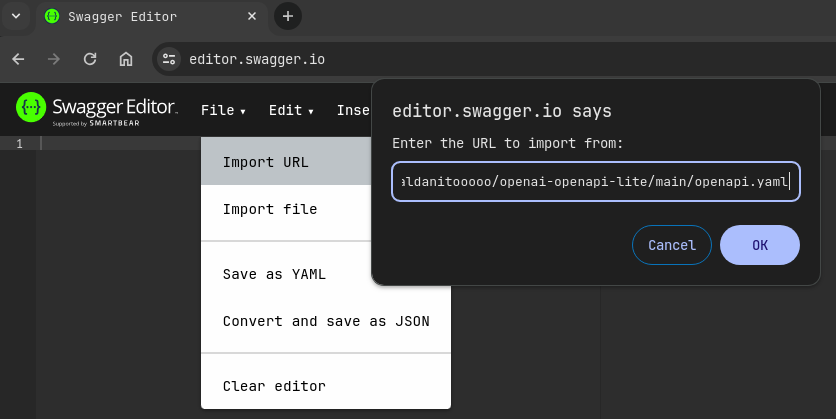 Swagger Editor
editor.swagger.io
Swagger Editor
Supported by SMARTBEAR
File Edit Inse
editor.swagger.io says
Enter the URL to import from:
aldanitooooo/openai-openapi-lite/main/openapi.yaml
Cancel OK
1
Import URL
Import file
Save as YAML
Convert and save as JSON
Clear editor